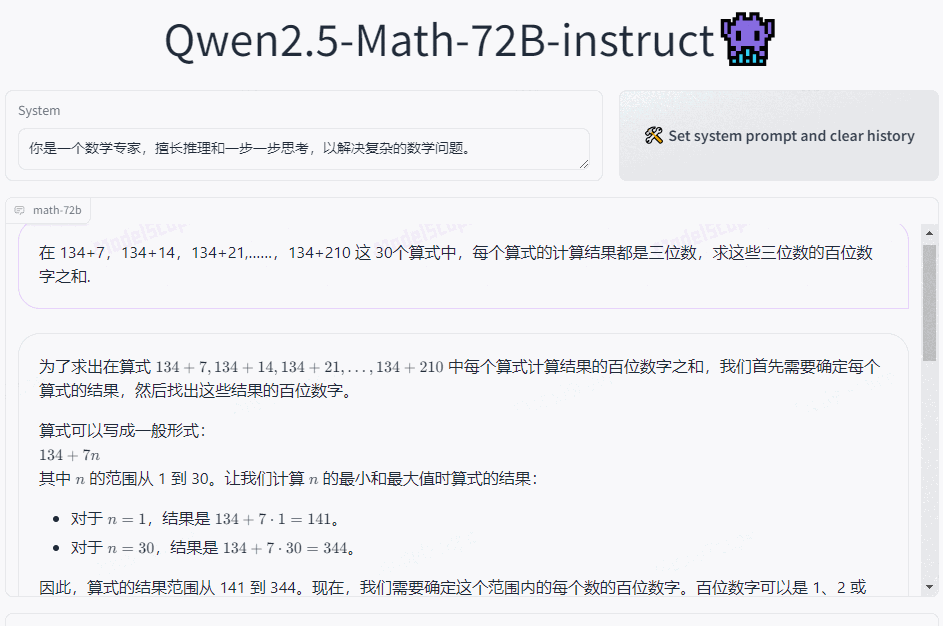 Qwen2.5-Math-72B-instruct
System
你是一个数学专家，擅长推理和一步一步思考，以解决复杂的数学问题。
🛠 Set system prompt and clear history
math-72b
在 134+7，134+14，134+21,……，134+210 这 30个算式中，每个算式的计算结果都是三位数，求这些三位数的百位数
字之和.
为了求出在算式 134 + 7, 134 + 14, 134 + 21, . . . , 134 + 210 中每个算式计算结果的百位数字之和，我们首先需要确定每个
算式的结果，然后找出这些结果的百位数字。
算式可以写成一般形式：
134 + 7n
其中 n 的范围从 1 到 30。让我们计算 n 的最小和最大值时算式的结果：
• 对于 n = 1，结果是 134 + 7 · 1 = 141。
• 对于 n = 30，结果是 134 + 7 · 30 = 344。
因此，算式的结果范围从 141 到 344。现在，我们需要确定这个范围内的每个数的百位数字。百位数字可以是 1、2 或